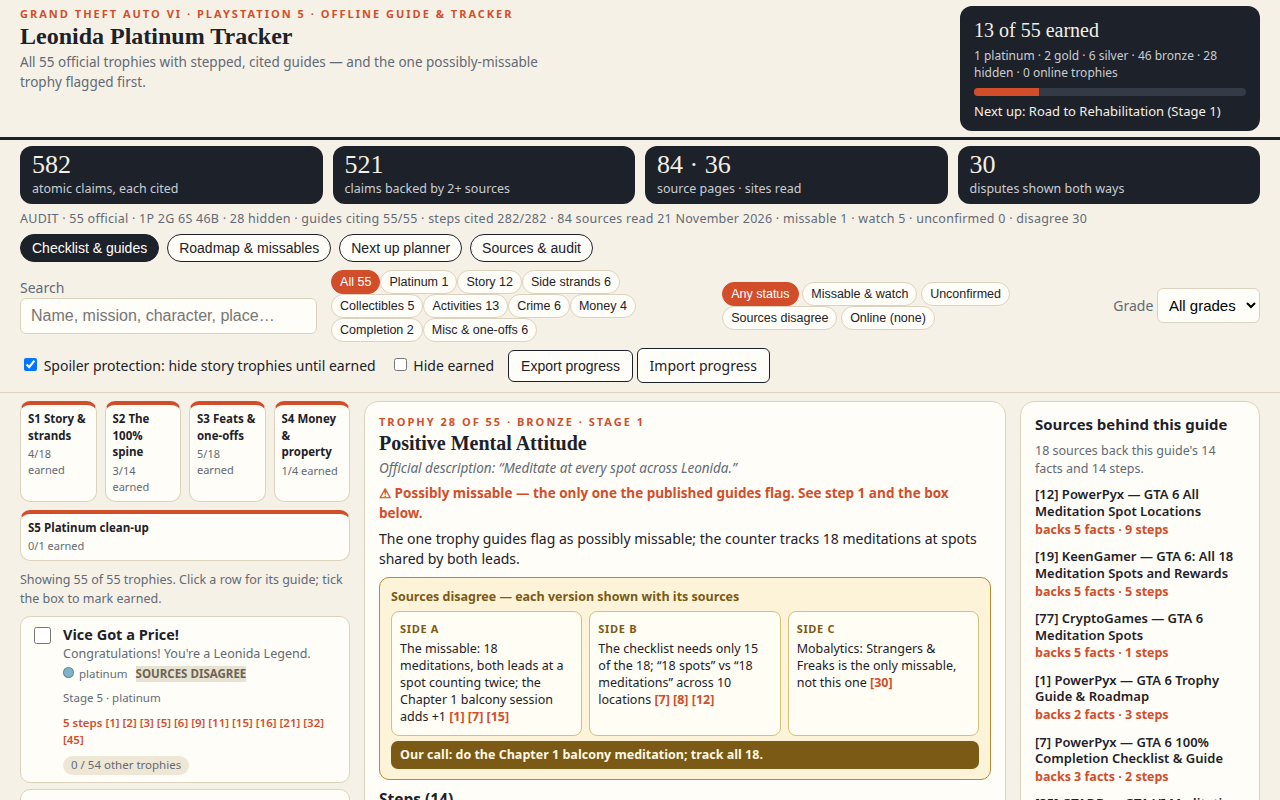 GRAND THEFT AUTO VI · PLAYSTATION 5 · OFFLINE GUIDE & TRACKER
Leonida Platinum Tracker
All 55 official trophies with stepped, cited guides — and the one possibly-missable
trophy flagged first.
13 of 55 earned
1 platinum · 2 gold · 6 silver · 46 bronze · 28
hidden · 0 online trophies
Next up: Road to Rehabilitation (Stage 1)
582
atomic claims, each cited
521
claims backed by 2+ sources
84 · 36
source pages · sites read
30
disputes shown both ways
AUDIT · 55 official · 1P 2G 6S 46B · 28 hidden · guides citing 55/55 · steps cited 282/282 · 84 sources read 21 November 2026 · missable 1 · watch 5 · unconfirmed 0 · disagree 30
Checklist & guides
Roadmap & missables
Next up planner
Sources & audit
Search
Name, mission, character, place…
All 55
Platinum 1
Story 12
Side strands 6
Collectibles 5
Activities 13
Crime 6
Money 4
Completion 2
Misc & one-offs 6
Any status
Missable & watch
Unconfirmed
Sources disagree
Online (none)
Grade
All grades
Spoiler protection: hide story trophies until earned
Hide earned
Export progress
Import progress
S1 Story &
strands
4/18
earned
S2 The
100%
spine
3/14
earned
S3 Feats &
one-offs
5/18
earned
S4 Money
&
property
1/4 earned
S5 Platinum clean-up
0/1 earned
Showing 55 of 55 trophies. Click a row for its guide; tick
the box to mark earned.
Vice Got a Price!
Congratulations! You're a Leonida Legend.
platinum SOURCES DISAGREE
Stage 5 · platinum
5 steps [1] [2] [3] [5] [6] [9] [11] [15] [16] [21] [32]
[45]
0 / 54 other trophies
TROPHY 28 OF 55 · BRONZE · STAGE 1
Positive Mental Attitude
Official description: “Meditate at every spot across Leonida.”
⚠ Possibly missable — the only one the published guides flag. See step 1 and the box
below.
The one trophy guides flag as possibly missable; the counter tracks 18 meditations at spots
shared by both leads.
Sources disagree — each version shown with its sources
SIDE A
The missable: 18
meditations, both leads at a
spot counting twice; the
Chapter 1 balcony session
adds +1 [1] [7] [15]
SIDE B
The checklist needs only 15
of the 18; “18 spots” vs “18
meditations” across 10
locations [7] [8] [12]
SIDE C
Mobalytics: Strangers &
Freaks is the only missable,
not this one [30]
Our call: do the Chapter 1 balcony meditation; track all 18.
Steps (14)
Sources behind this guide
18 sources back this guide's 14
facts and 14 steps.
[12] PowerPyx — GTA 6 All
Meditation Spot Locations
backs 5 facts · 9 steps
[19] KeenGamer — GTA 6: All 18
Meditation Spots and Rewards
backs 5 facts · 5 steps
[77] CryptoGames — GTA 6
Meditation Spots
backs 5 facts · 1 steps
[1] PowerPyx — GTA 6 Trophy
Guide & Roadmap
backs 2 facts · 3 steps
[7] PowerPyx — GTA 6 100%
Completion Checklist & Guide
backs 3 facts · 2 steps